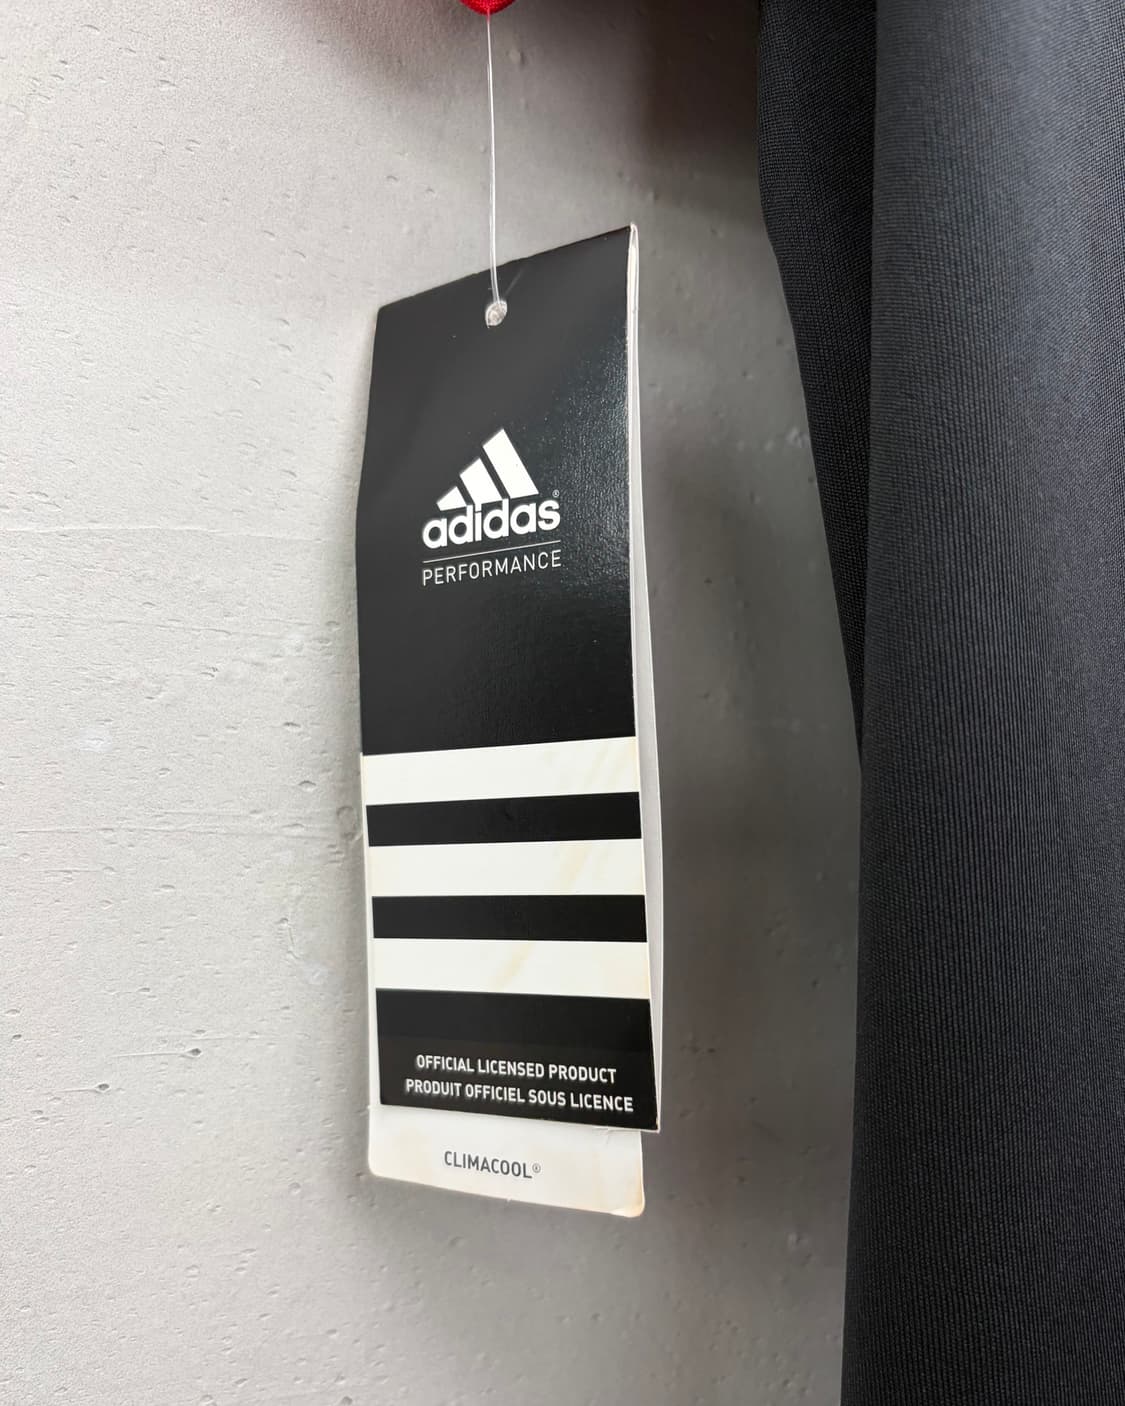 adidas®
PERFORMANCE
OFFICIAL LICENSED PRODUCT
PRODUIT OFFICIEL SOUS LICENCE
CLIMACOOL®